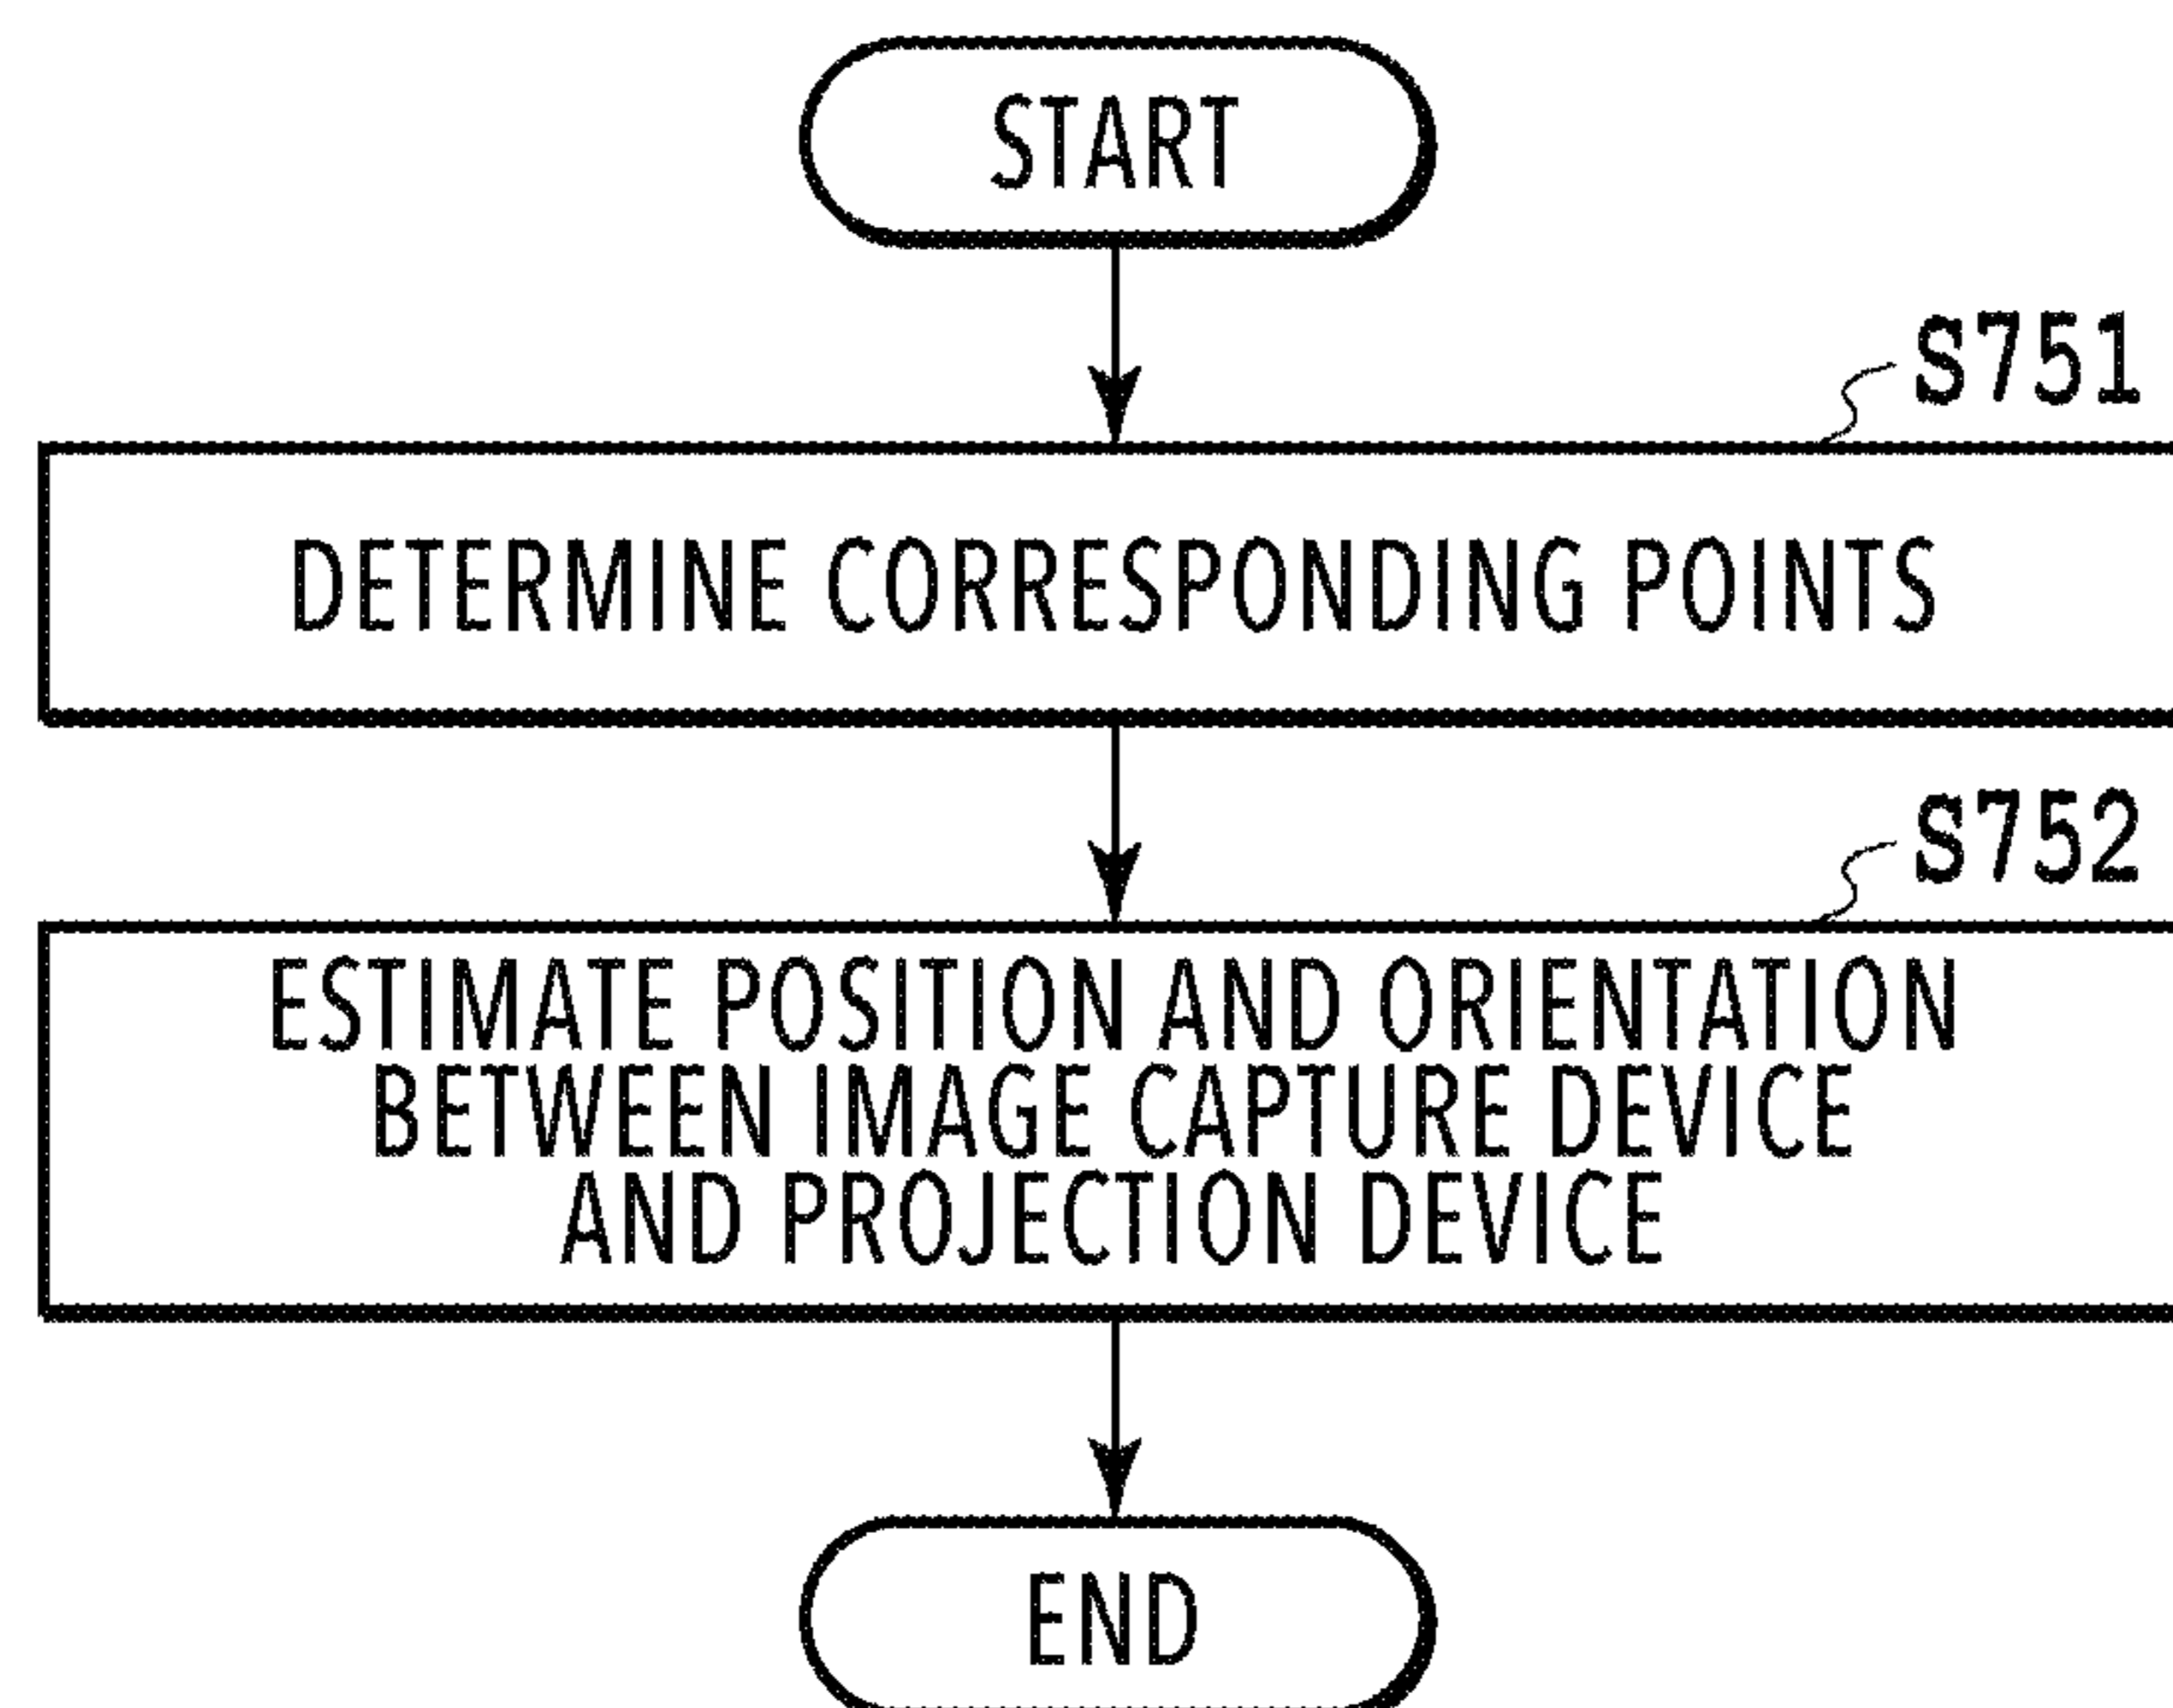 START
S751
DETERMINE CORRESPONDING POINTS
S752
ESTIMATE POSITION AND ORIENTATION
BETWEEN IMAGE CAPTURE DEVICE
AND PROJECTION DEVICE
END